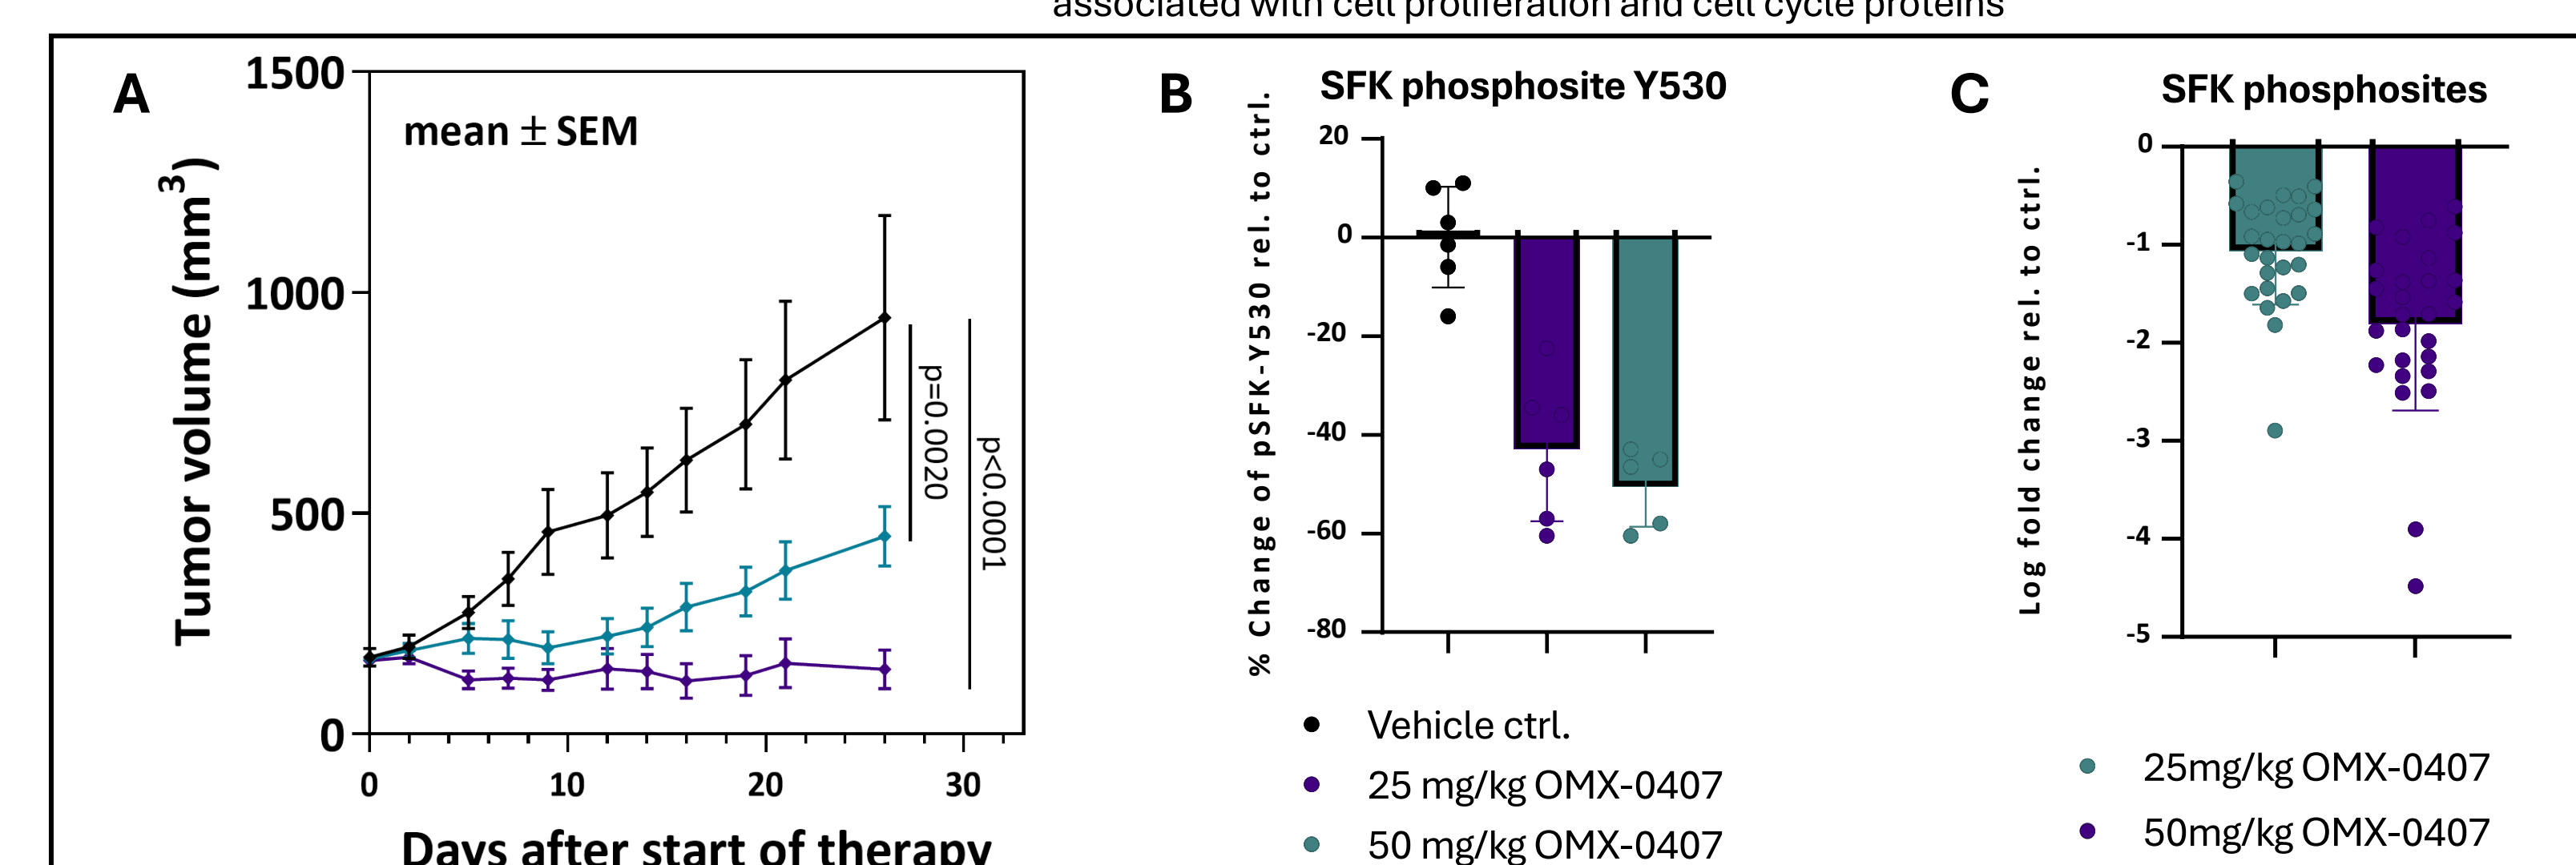 associated with cell proliferation and cell cycle proteins
A
1500
1000
500
0
mean ± SEM
Tumor volume (mm³)
p=0.0020
p<0.0001
0 10 20 30
Days after start of therapy
B
SFK phosphosite Y530
% Change of pSFK-Y530 rel. to ctrl.
20
0
-20
-40
-60
-80
Vehicle ctrl.
25 mg/kg OMX-0407
50 mg/kg OMX-0407
C
SFK phosphosites
Log fold change rel. to ctrl.
0
-1
-2
-3
-4
-5
25mg/kg OMX-0407
50mg/kg OMX-0407